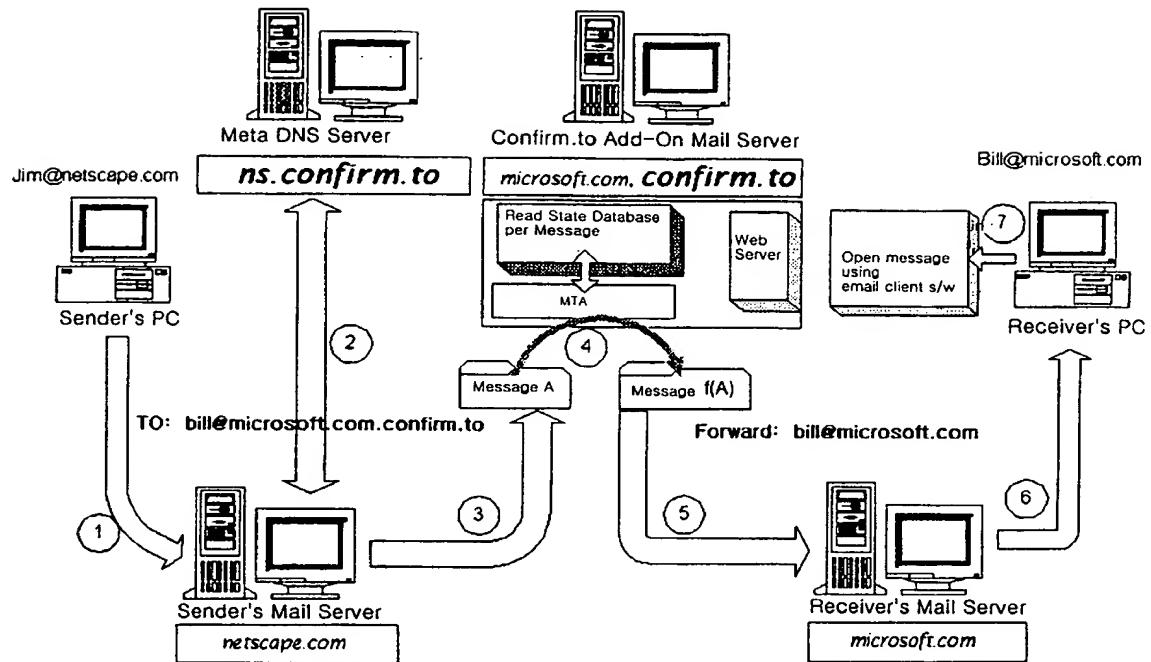 Meta DNS Server
ns.confirm.to
Confirm.to Add-On Mail Server
microsoft.com, confirm.to
Jim@netscape.com
Sender's PC
Bill@microsoft.com
Receiver's PC
Read State Database
per Message
MTA
Web
Server
Open message
using
email client s/w
7
2
4
Message A
Message f(A)
TO: bill@microsoft.com.confirm.to
Forward: bill@microsoft.com
1
3
5
6
Sender's Mail Server
netscape.com
Receiver's Mail Server
microsoft.com